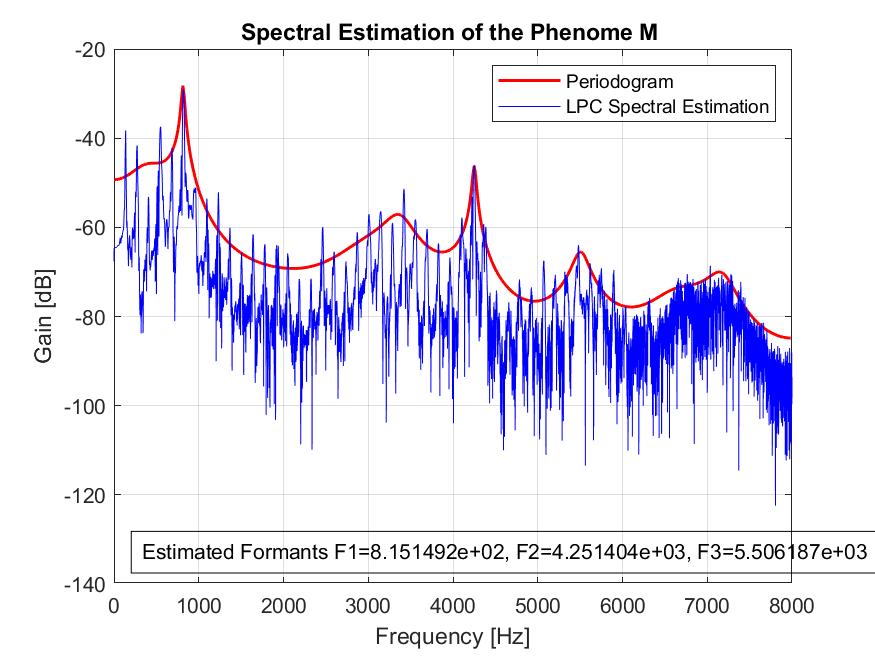 Spectral Estimation of the Phenome M
Periodogram
LPC Spectral Estimation
Gain [dB]
-20
-40
-60
-80
-100
-120
-140
Estimated Formants F1=8.151492e+02, F2=4.251404e+03, F3=5.506187e+03
0 1000 2000 3000 4000 5000 6000 7000 8000
Frequency [Hz]